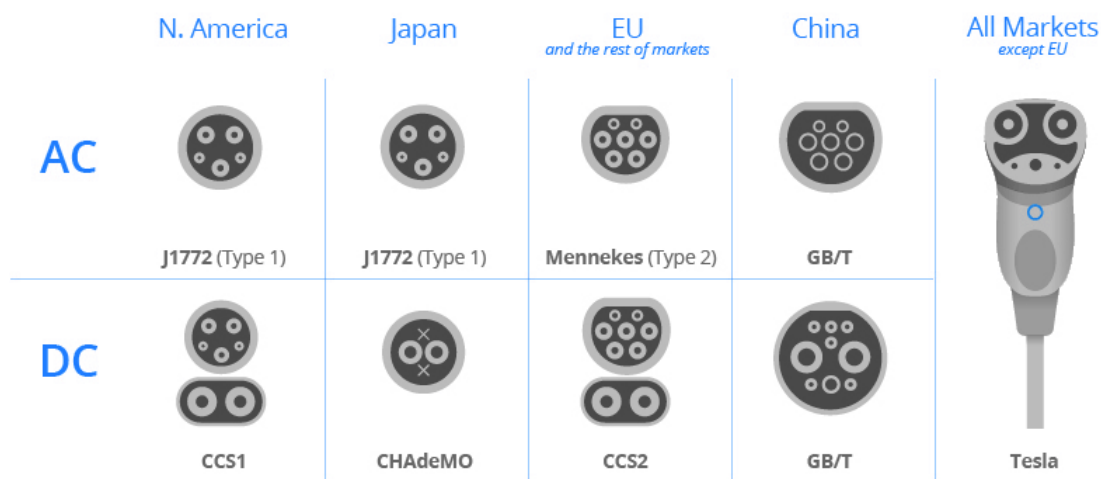 N. America
Japan
EU
and the rest of markets
China
All Markets
except EU
AC
J1772 (Type 1)
J1772 (Type 1)
Mennekes (Type 2)
GB/T
DC
CCS1
CHAdeMO
CCS2
GB/T
Tesla